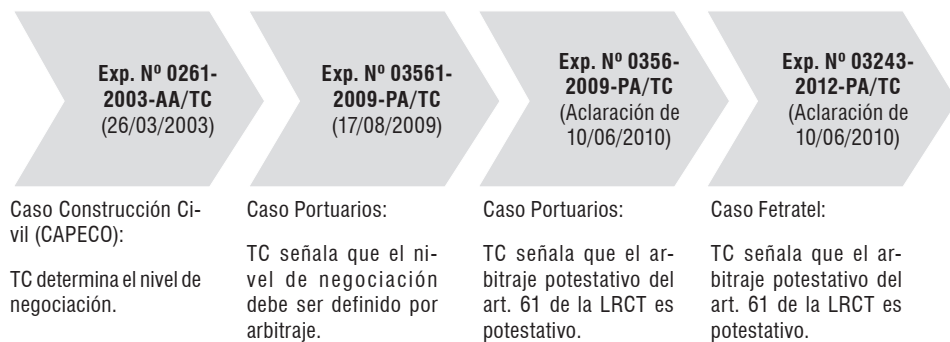 Exp. Nº 0261-
2003-AA/TC
(26/03/2003)
Exp. Nº 03561-
2009-PA/TC
(17/08/2009)
Exp. Nº 0356-
2009-PA/TC
(Aclaración de
10/06/2010)
Exp. Nº 03243-
2012-PA/TC
(Aclaración de
10/06/2010)
Caso Construcción Ci-
vil (CAPECO):
TC determina el nivel de
negociación.
Caso Portuarios:
TC señala que el ni-
vel de negociación
debe ser definido por
arbitraje.
Caso Portuarios:
TC señala que el ar-
bitraje potestativo del
art. 61 de la LRCT es
potestativo.
Caso Fetratel:
TC señala que el ar-
bitraje potestativo del
art. 61 de la LRCT es
potestativo.